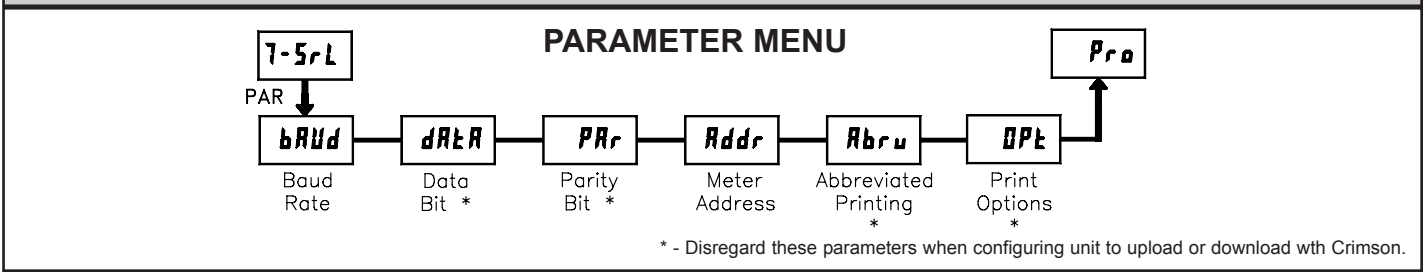 PARAMETER MENU
7-SrL
Pro
PAR
bAUd
dAtA
PAr
Addr
Abru
OPt
Baud
Rate
Data
Bit *
Parity
Bit *
Meter
Address
Abbreviated
Printing
*
Print
Options
*
* - Disregard these parameters when configuring unit to upload or download wth Crimson.